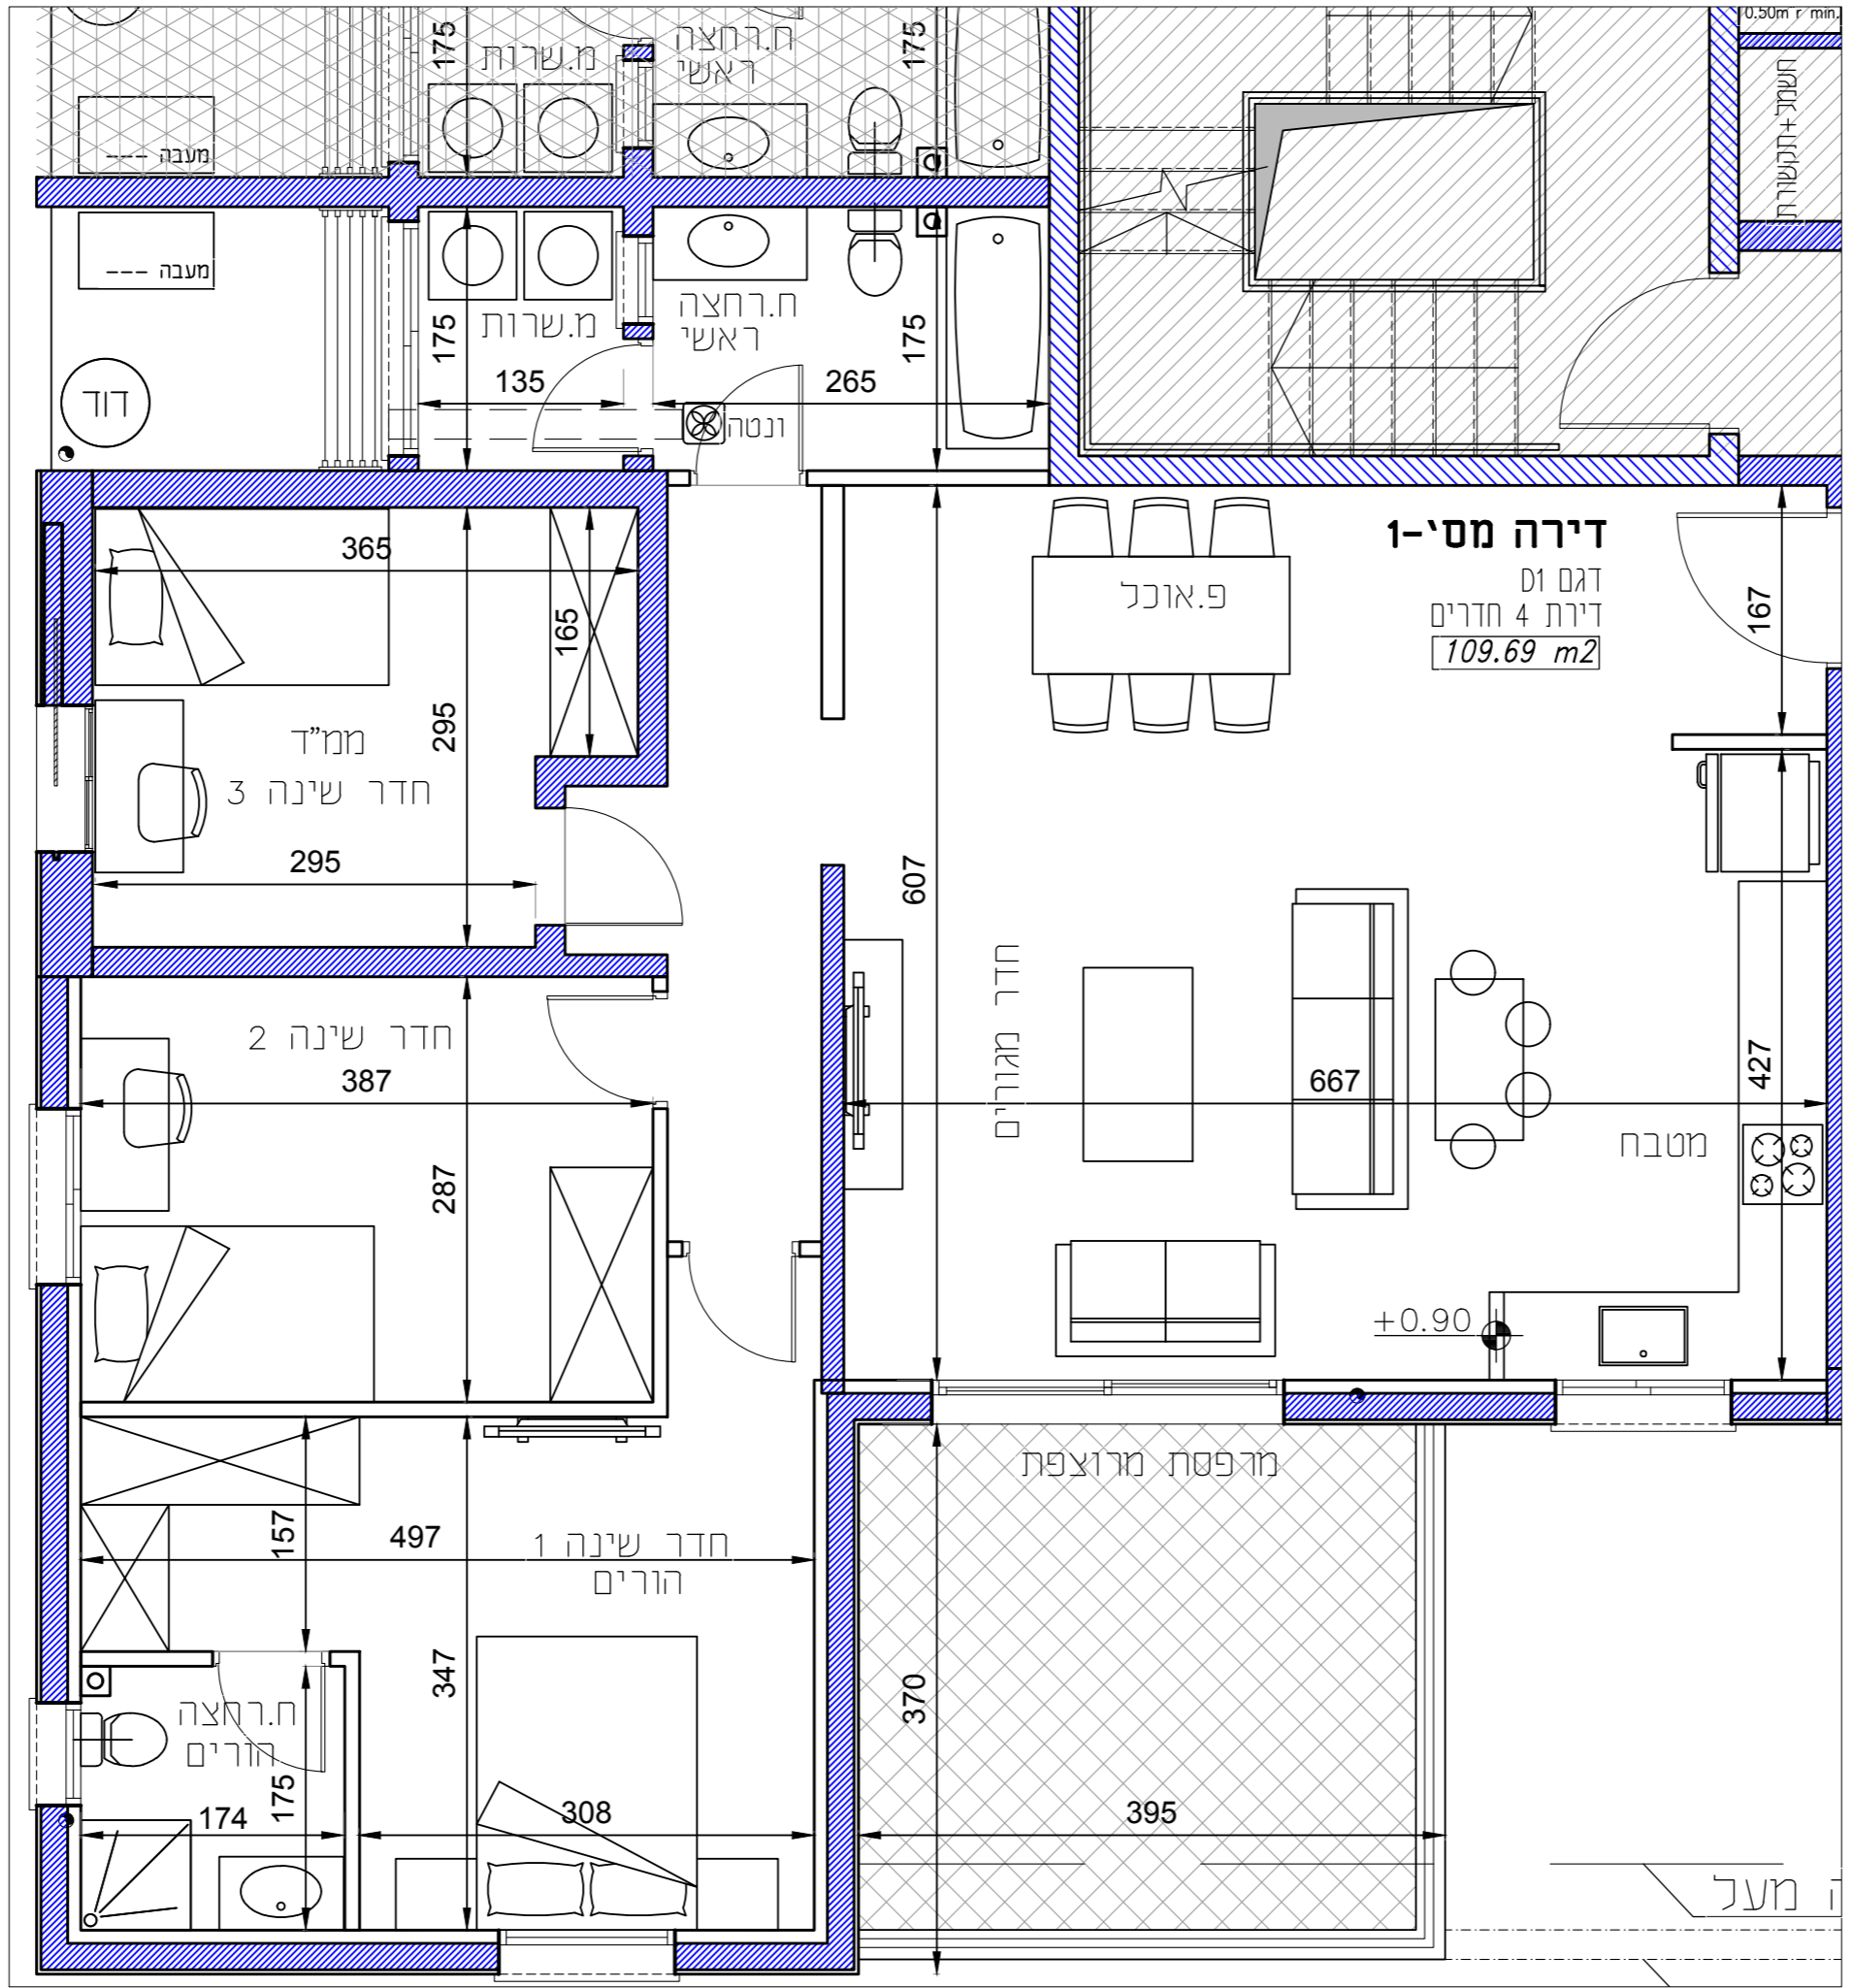 0.50m r min.
175
מ.שרות
ח.רחצה
ראשי
175
חשמל+תקשורת
מעבה ---
מעבה ---
דוד
175
מ.שרות
135
ח.רחצה
ראשי
265
175
ונטה
365
165
295
ממ"ד
חדר שינה 3
295
פ.אוכל
דירה מס'-1
דגם D1
דירת 4 חדרים
109.69 m2
167
607
חדר מגורים
667
427
מטבח
+0.90
חדר שינה 2
387
287
מרפסת מרוצפת
157
497
חדר שינה 1
הורים
347
ח.רחצה
הורים
175
174
308
370
395
ה מעל